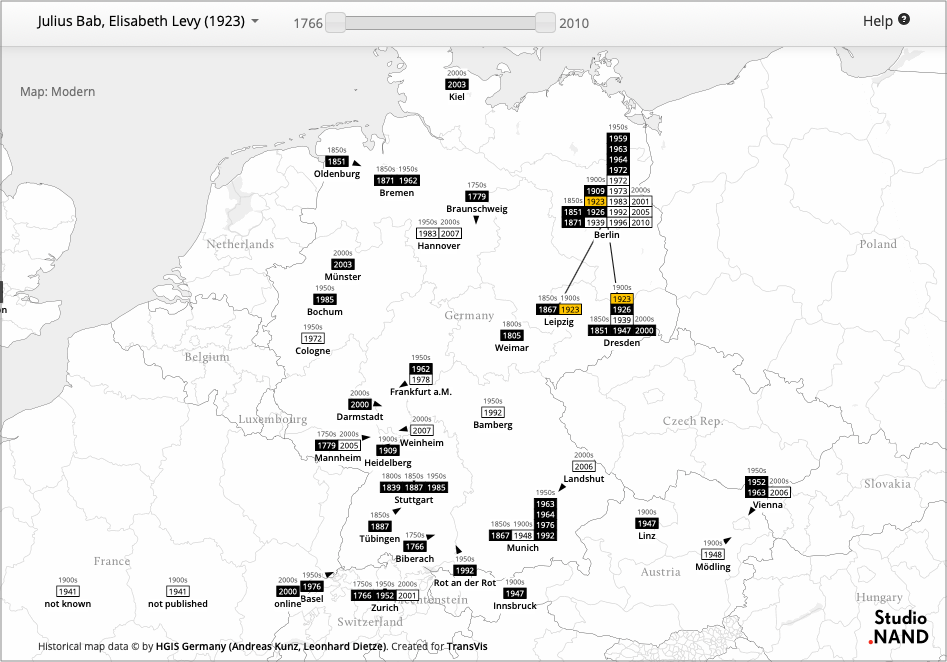 Julius Bab, Elisabeth Levy (1923)
1766
2010
Help ?
Map: Modern
2000s
2003
Kiel
1950s
1959
1963
1964
1972
1972
1900s
1909 1973 2000s
1850s 1923 1983 2001
1851 1926 1992 2005
1871 1939 1996 2010
Berlin
1850s
1851
Oldenburg
1850s 1950s
1871 1962
Bremen
1750s
1779
Braunschweig
1950s 2000s
1983 2007
Hannover
Netherlands
Poland
2000s
2003
Münster
1950s
1985
Bochum
n
1950s
1972
Cologne
Germany
1850s 1900s
1867 1923
Leipzig
1900s
1923
1926
1850s 1939 2000s
1851 1947 2000
Dresden
1800s
1805
Weimar
Belgium
1950s
1962
1978
Frankfurt a.M.
2000s
2000
Darmstadt
1950s
1992
Bamberg
Luxembourg
Czech Rep.
2000s
2007
Weinheim
1750s 2000s
1779 2005
Mannheim
1900s
1909
Heidelberg
2000s
2006
Landshut
1800s 1850s 1950s
1839 1887 1985
Stuttgart
1950s
1952 2000s
1963 2006
Vienna
Slovakia
1950s
1963
1964
1976
1850s 1900s
1867 1948 1992
Munich
1850s
1887
Tübingen
1750s
1766
Biberach
1900s
1947
Linz
1900s
1948
Mödling
France
Austria
1950s
1992
Rot an der Rot
1900s
1941
not known
1900s
1941
not published
2000s
2000
online
1950s
1976
Basel
1750s 1950s 2000s
1766 1952 2001
Zurich
chtenstein
1900s
1947
Innsbruck
Hungary
Switzerland
Studio
.NAND
Historical map data © by HGIS Germany (Andreas Kunz, Leonhard Dietze). Created for TransVis